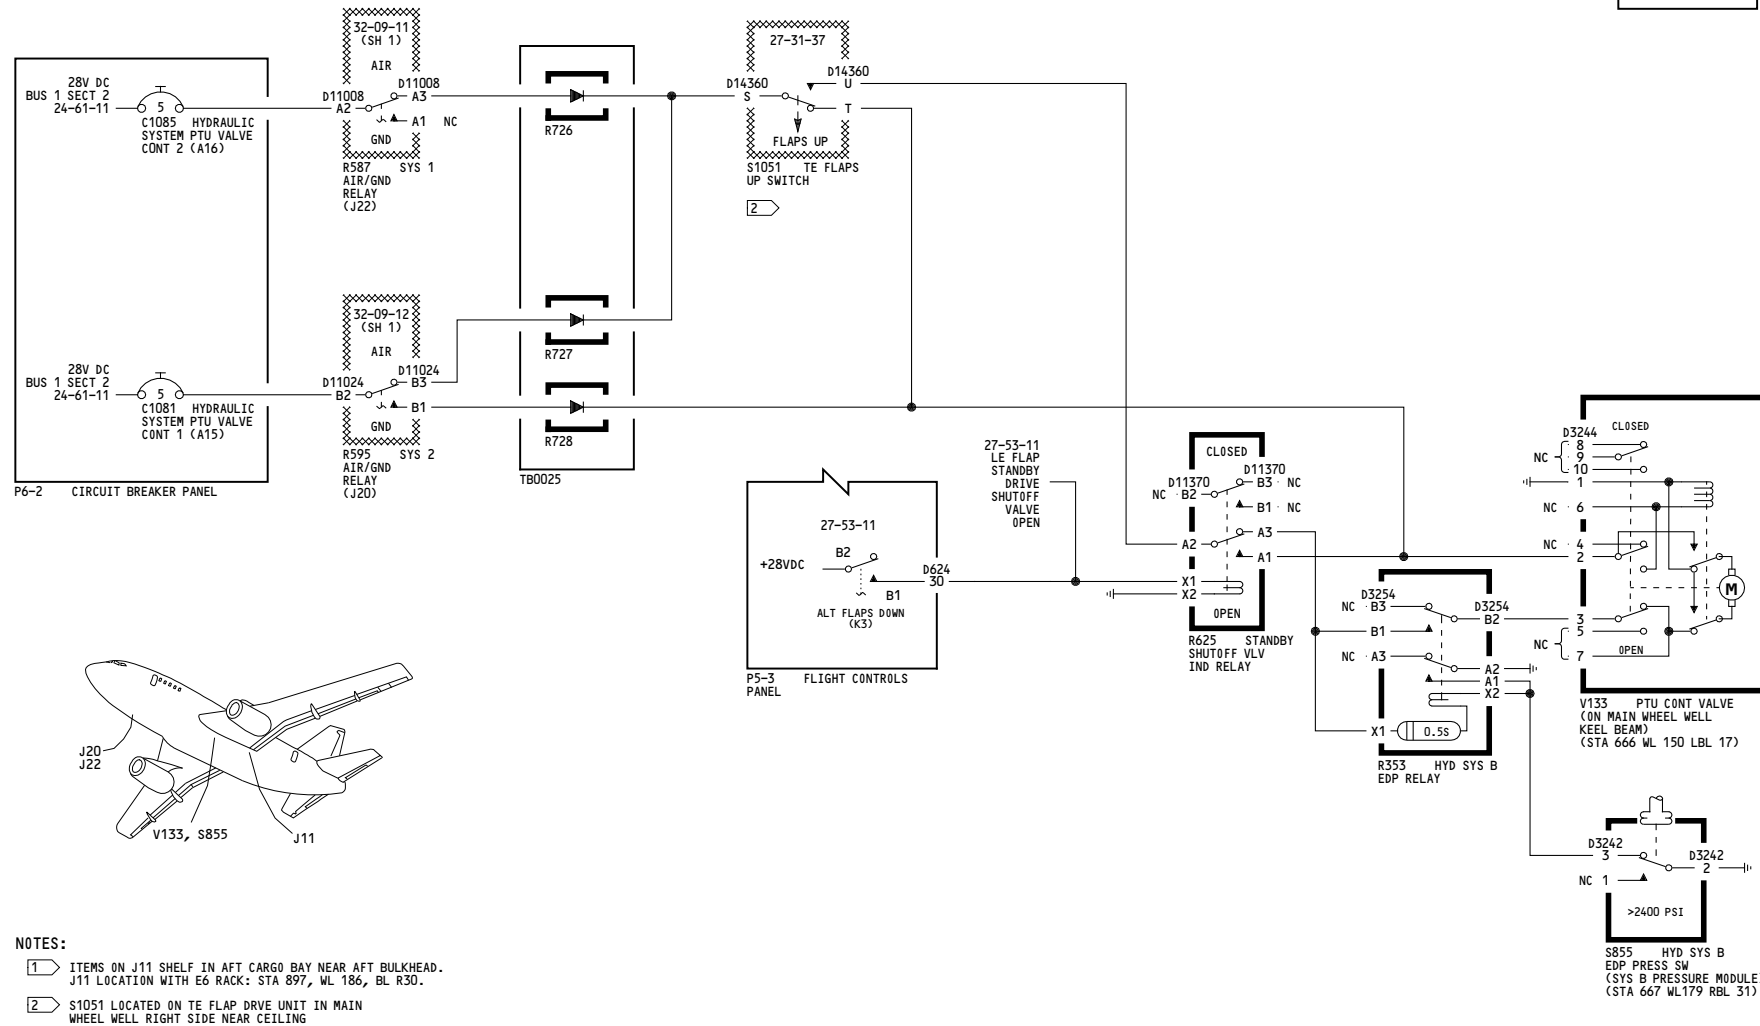 28V DC
BUS 1 SECT 2
24-61-11
5
C1085 HYDRAULIC
SYSTEM PTU VALVE
CONT 2 (A16)
28V DC
BUS 1 SECT 2
24-61-11
5
C1081 HYDRAULIC
SYSTEM PTU VALVE
CONT 1 (A15)
P6-2 CIRCUIT BREAKER PANEL
32-09-11
(SH 1)
AIR
D11008
A2
D11008
A3
A1 NC
GND
R587 SYS 1
AIR/GND
RELAY
(J22)
32-09-12
(SH 1)
AIR
D11024
B2
D11024
B3
B1
GND
R595 SYS 2
AIR/GND
RELAY
(J20)
R726
R727
R728
TB0025
27-31-37
D14360
S
D14360
U
T
FLAPS UP
S1051 TE FLAPS
UP SWITCH
2
27-53-11
+28VDC
B2
B1
D624
30
ALT FLAPS DOWN
(K3)
P5-3 FLIGHT CONTROLS
PANEL
27-53-11
LE FLAP
STANDBY
DRIVE
SHUTOFF
VALVE
OPEN
CLOSED
D11370
NC B2
D11370
B3 NC
B1 NC
A2
A3
A1
X1
X2
OPEN
R625 STANDBY
SHUTOFF VLV
IND RELAY
D3254
NC B3
B1
NC A3
X1
D3254
B2
A2
A1
X2
0.5S
R353 HYD SYS B
EDP RELAY
D3244
CLOSED
8
NC 9
10
1
NC 6
NC 4
2
3
NC 5
7
OPEN
M
V133 PTU CONT VALVE
(ON MAIN WHEEL WELL
KEEL BEAM)
(STA 666 WL 150 LBL 17)
D3242
3
NC 1
D3242
2
>2400 PSI
S855 HYD SYS B
EDP PRESS SW
(SYS B PRESSURE MODULE)
(STA 667 WL179 RBL 31)
J20
J22
V133, S855
J11
NOTES:
1 ITEMS ON J11 SHELF IN AFT CARGO BAY NEAR AFT BULKHEAD.
J11 LOCATION WITH E6 RACK: STA 897, WL 186, BL R30.
2 S1051 LOCATED ON TE FLAP DRVE UNIT IN MAIN
WHEEL WELL RIGHT SIDE NEAR CEILING